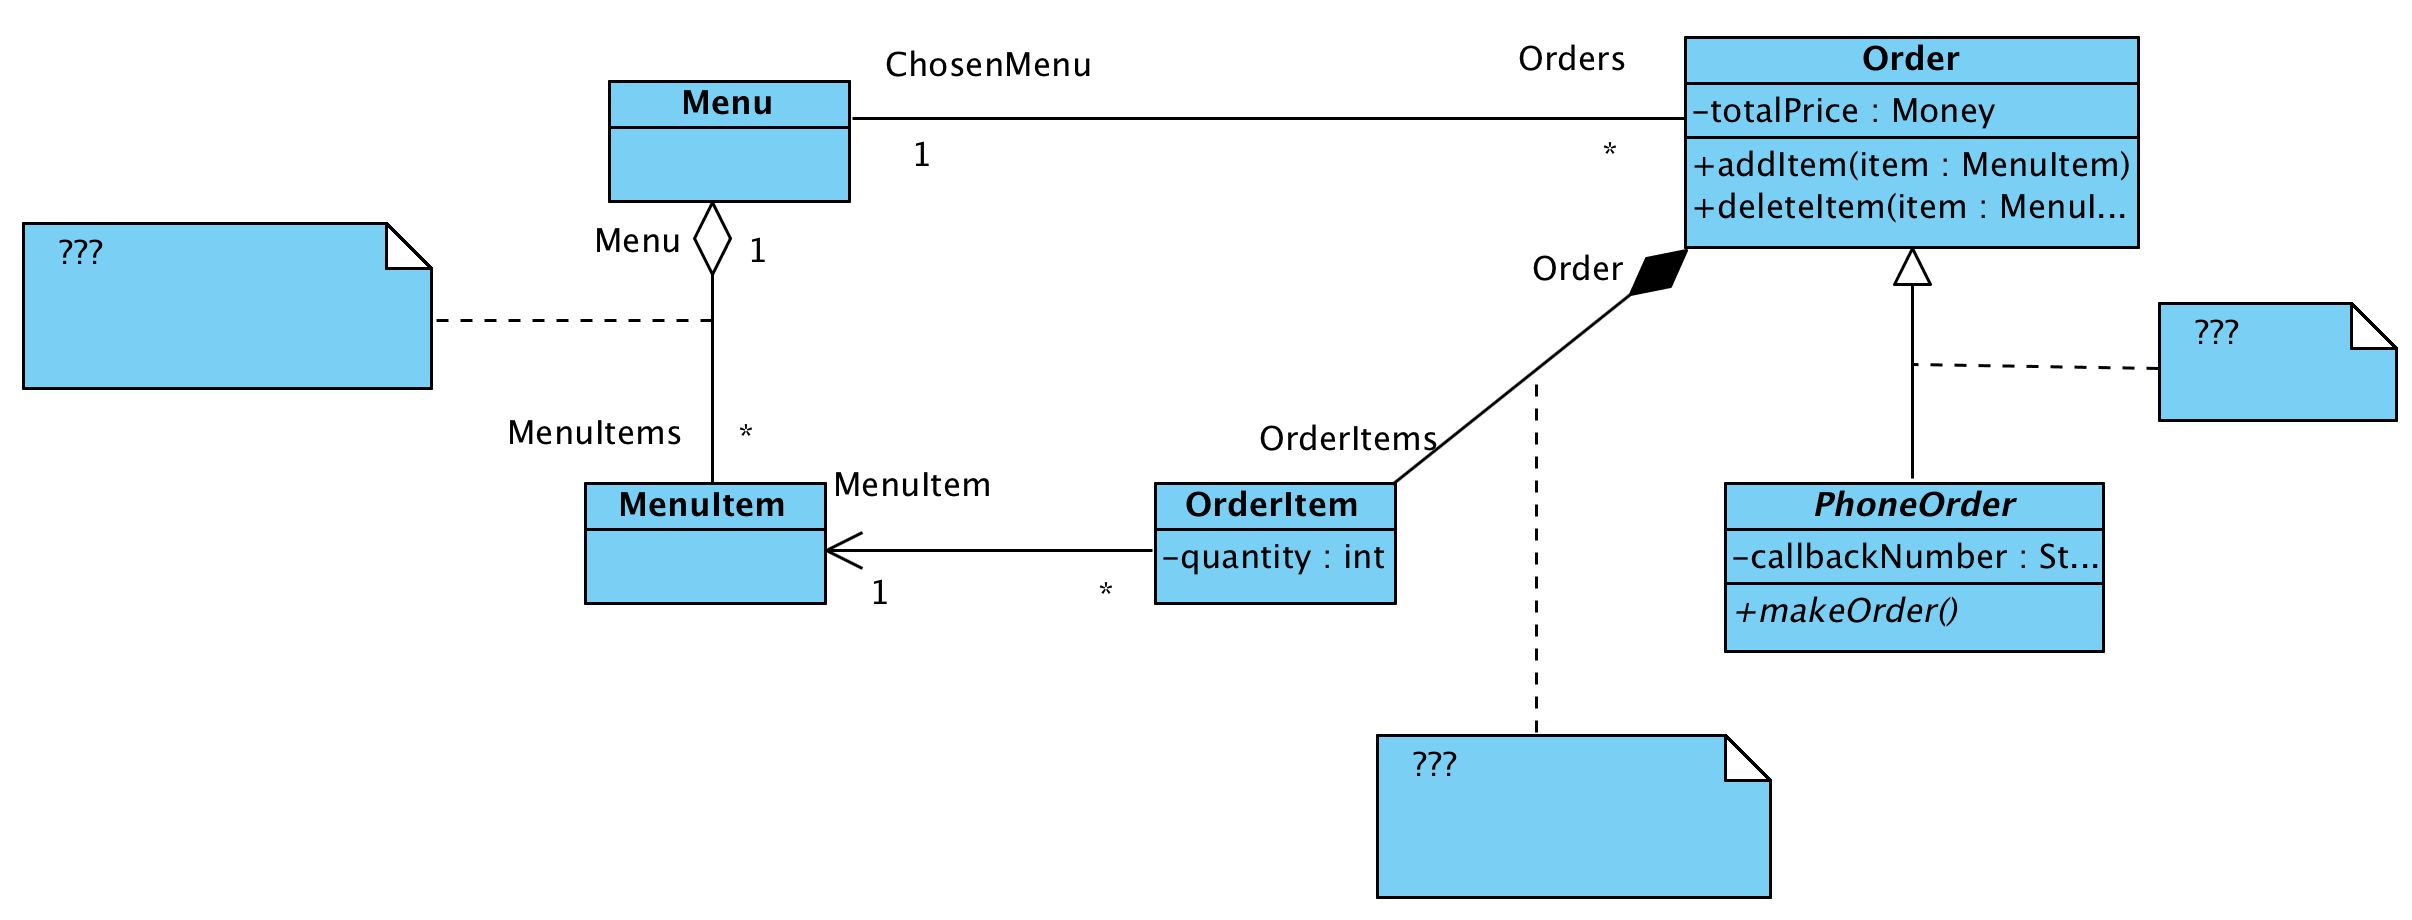 ChosenMenu
Orders
Order
Menu
-totalPrice : Money
1
*
+addItem(item : MenuItem)
+deleteItem(item : MenuI...
???
Menu
1
Order
???
MenuItems
*
OrderItems
MenuItem
MenuItem
OrderItem
PhoneOrder
-quantity : int
-callbackNumber : St...
1
*
+makeOrder()
???